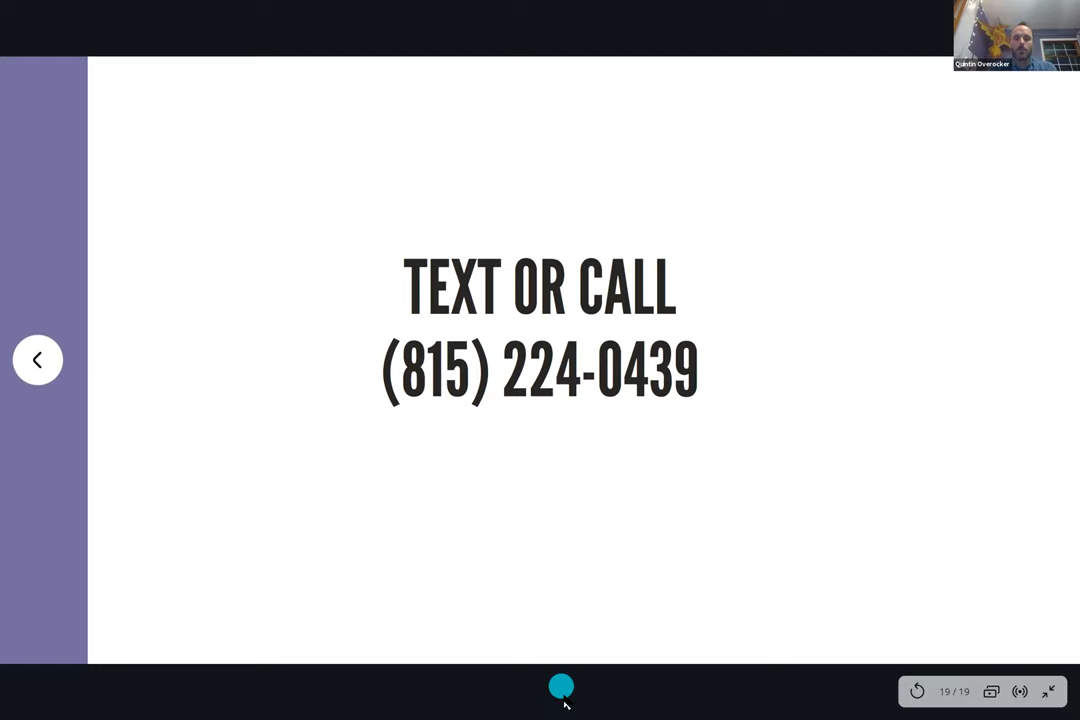 Quintin Overocker
TEXT OR CALL
(815) 224-0439
19 / 19